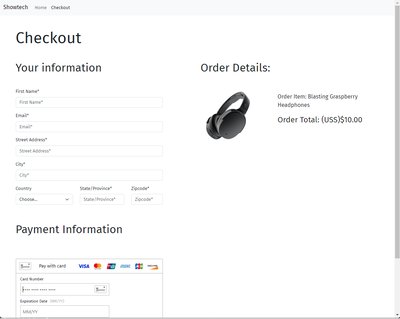 Showtech Home Checkout
Checkout
Your information
First Name*
First Name*
Email*
Email*
Street Address*
Street Address*
City*
City*
Country State/Province* Zipcode*
Choose... State/Province* Zipcode*
Order Details:
Order Item: Blasting Graspberry
Headphones
Order Total: (USS)$10.00
Payment Information
Pay with card VISA
Card Number
Expiration Date (MM/YY)
MM/YY